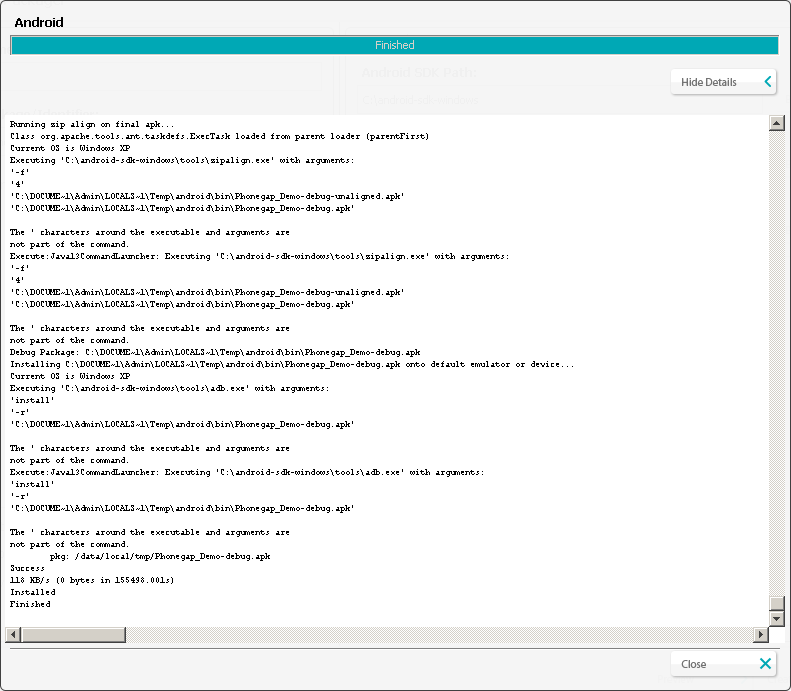 Android
Finished
Android SDK Path
Hide Details
Running zip align on final apk...
Class org.apache.tools.ant.taskdefs.ExecTask loaded from parent loader (parentFirst)
Current OS is Windows XP
Executing 'C:\android-sdk-windows\tools\zipalign.exe' with arguments:
'-f'
'4'
'C:\DOCUME~1\Admin\LOCALS~1\Temp\android\bin\Phonegap_Demo-debug-unaligned.apk'
'C:\DOCUME~1\Admin\LOCALS~1\Temp\android\bin\Phonegap_Demo-debug.apk'
The ' characters around the executable and arguments are
not part of the command.
Execute:Java13CommandLauncher: Executing 'C:\android-sdk-windows\tools\zipalign.exe' with arguments:
'-f'
'4'
'C:\DOCUME~1\Admin\LOCALS~1\Temp\android\bin\Phonegap_Demo-debug-unaligned.apk'
'C:\DOCUME~1\Admin\LOCALS~1\Temp\android\bin\Phonegap_Demo-debug.apk'
The ' characters around the executable and arguments are
not part of the command.
Debug Package: C:\DOCUME~1\Admin\LOCALS~1\Temp\android\bin\Phonegap_Demo-debug.apk
Installing C:\DOCUME~1\Admin\LOCALS~1\Temp\android\bin\Phonegap_Demo-debug.apk onto default emulator or device...
Current OS is Windows XP
Executing 'C:\android-sdk-windows\tools\adb.exe' with arguments:
'install'
'-r'
'C:\DOCUME~1\Admin\LOCALS~1\Temp\android\bin\Phonegap_Demo-debug.apk'
The ' characters around the executable and arguments are
not part of the command.
Execute:Java13CommandLauncher: Executing 'C:\android-sdk-windows\tools\adb.exe' with arguments:
'install'
'-r'
'C:\DOCUME~1\Admin\LOCALS~1\Temp\android\bin\Phonegap_Demo-debug.apk'
The ' characters around the executable and arguments are
not part of the command.
pkg: /data/local/tmp/Phonegap_Demo-debug.apk
Success
118 KB/s (0 bytes in 155498.001s)
Installed
Finished
Close